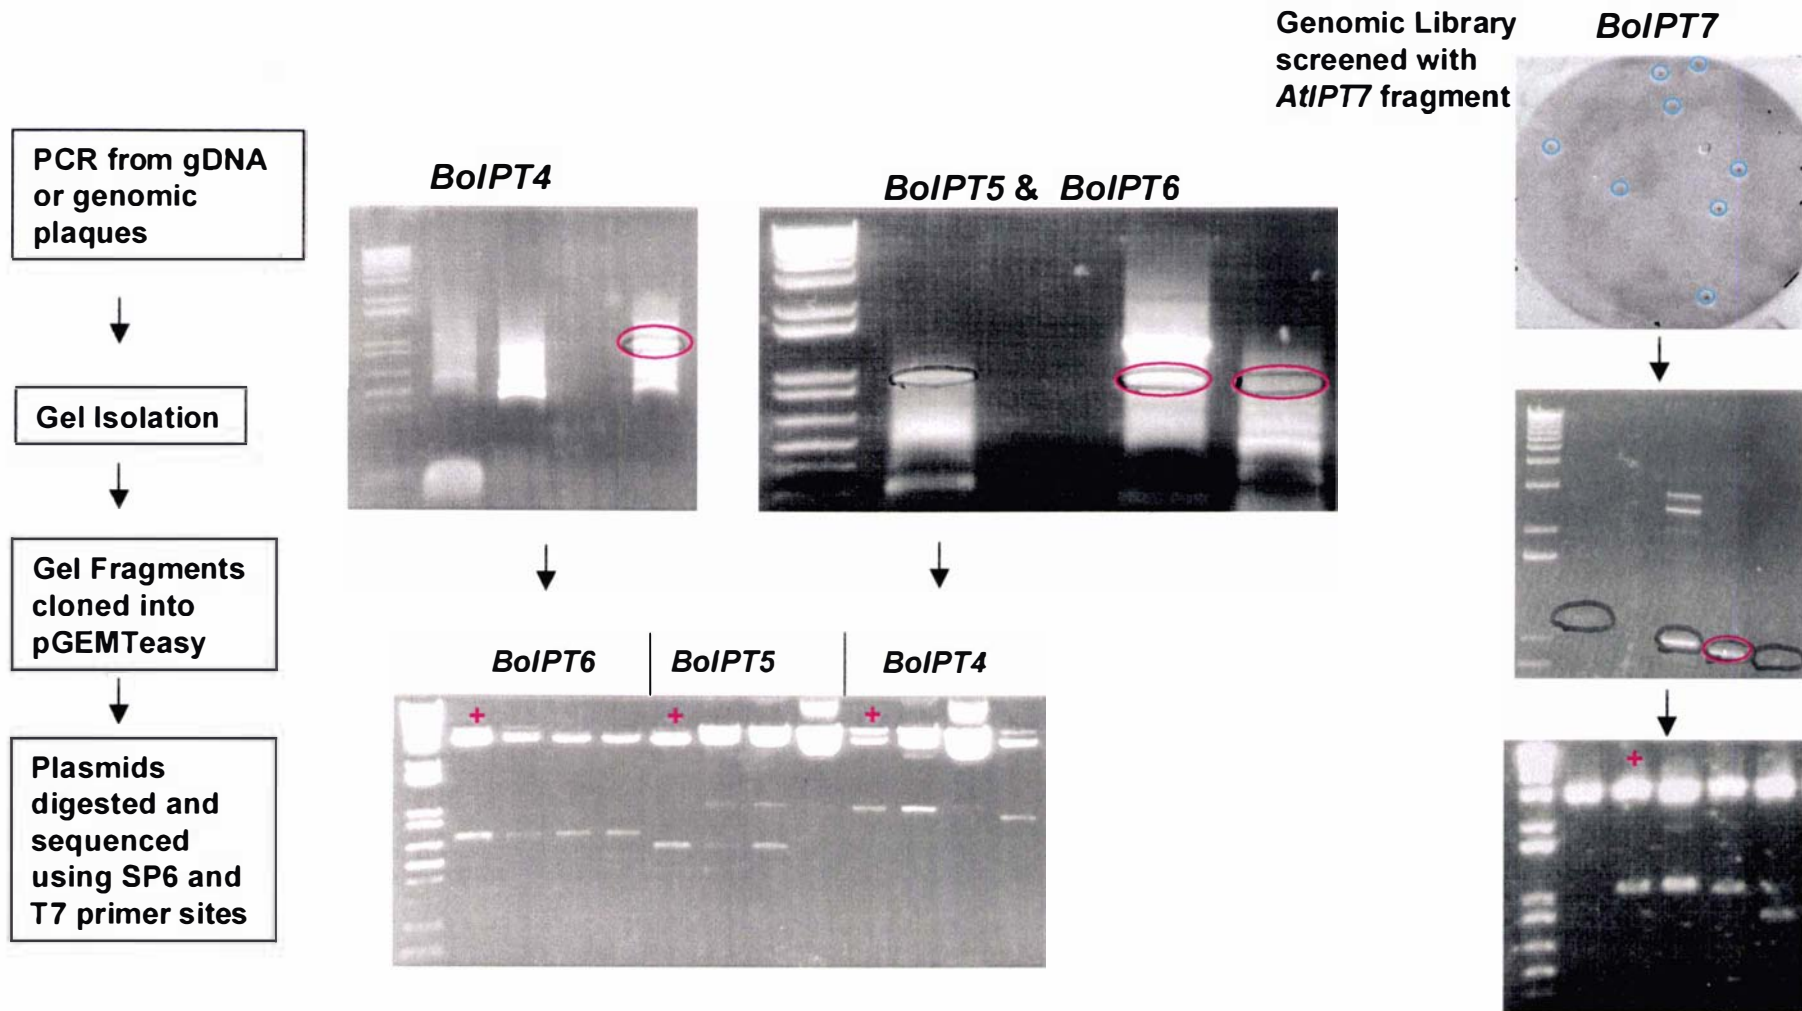 PCR from gDNA
or genomic
plaques
Gel Isolation
Gel Fragments
cloned into
pGEMTeasy
Plasmids
digested and
sequenced
using SP6 and
T7 primer sites
BoIPT4
BoIPT5 & BoIPT6
BoIPT6
BoIPT5
BoIPT4
+
+
+
Genomic Library
screened with
AtIPT7 fragment
BoIPT7
+